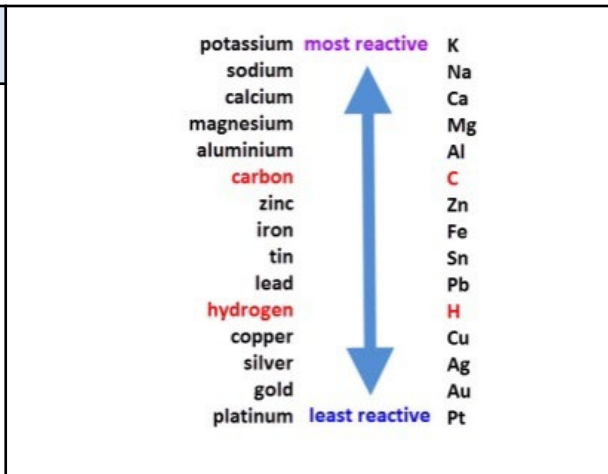 potassium most reactive K
sodium Na
calcium Ca
magnesium Mg
aluminium Al
carbon C
zinc Zn
iron Fe
tin Sn
lead Pb
hydrogen H
copper Cu
silver Ag
gold Au
platinum least reactive Pt